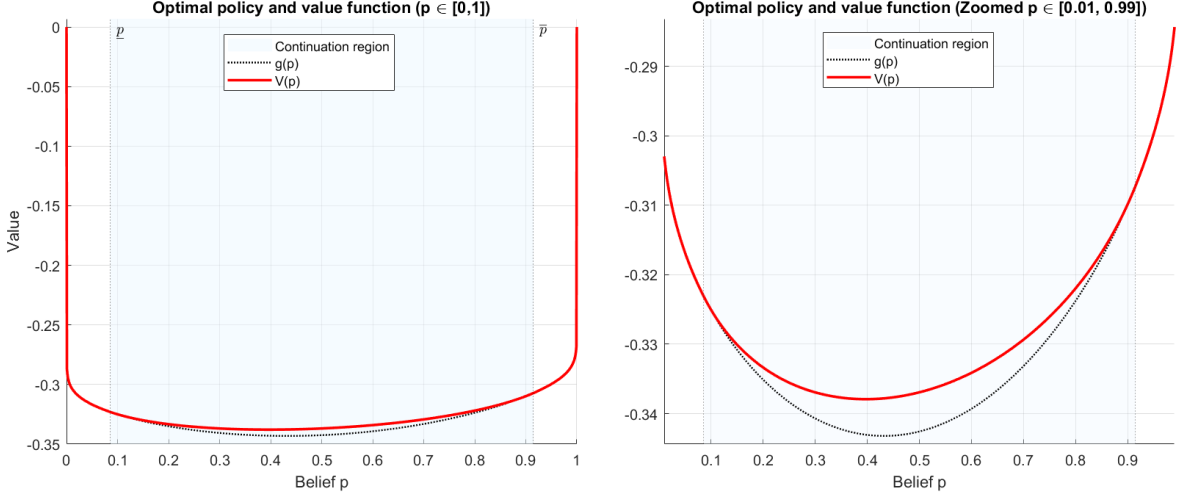 Optimal policy and value function (p ∈ [0,1])
p
p̅
Continuation region
g(p)
V(p)
0
-0.05
-0.1
-0.15
-0.2
-0.25
-0.3
-0.35
Value
0 0.1 0.2 0.3 0.4 0.5 0.6 0.7 0.8 0.9 1
Belief p
Optimal policy and value function (Zoomed p ∈ [0.01, 0.99])
Continuation region
g(p)
V(p)
-0.29
-0.3
-0.31
-0.32
-0.33
-0.34
0.1 0.2 0.3 0.4 0.5 0.6 0.7 0.8 0.9
Belief p